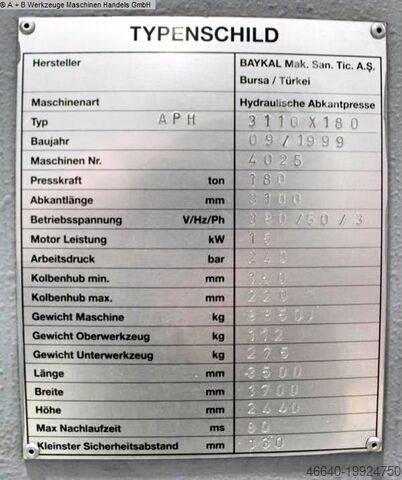 © A + B Werkzeuge Maschinen Handels GmbH
TYPENSCHILD
Hersteller BAYKAL Mak. San. Tic. A.Ş.
Bursa / Türkei
Maschinenart Hydraulische Abkantpresse
Typ APH 3110 X 180
Baujahr 09/1999
Maschinen Nr. 4025
Presskraft ton 180
Abkantlänge mm 3100
Betriebsspannung V/Hz/Ph 380/50/3
Motor Leistung kW 15
Arbeitsdruck bar 240
Kolbenhub min. mm
Kolbenhub max. mm 220
Gewicht Maschine kg
Gewicht Oberwerkzeug kg 112
Gewicht Unterwerkzeug kg 275
Länge mm 3500
Breite mm 1700
Höhe mm 2440
Max Nachlaufzeit ms 80
Kleinster Sicherheitsabstand mm 130
46640-19924750